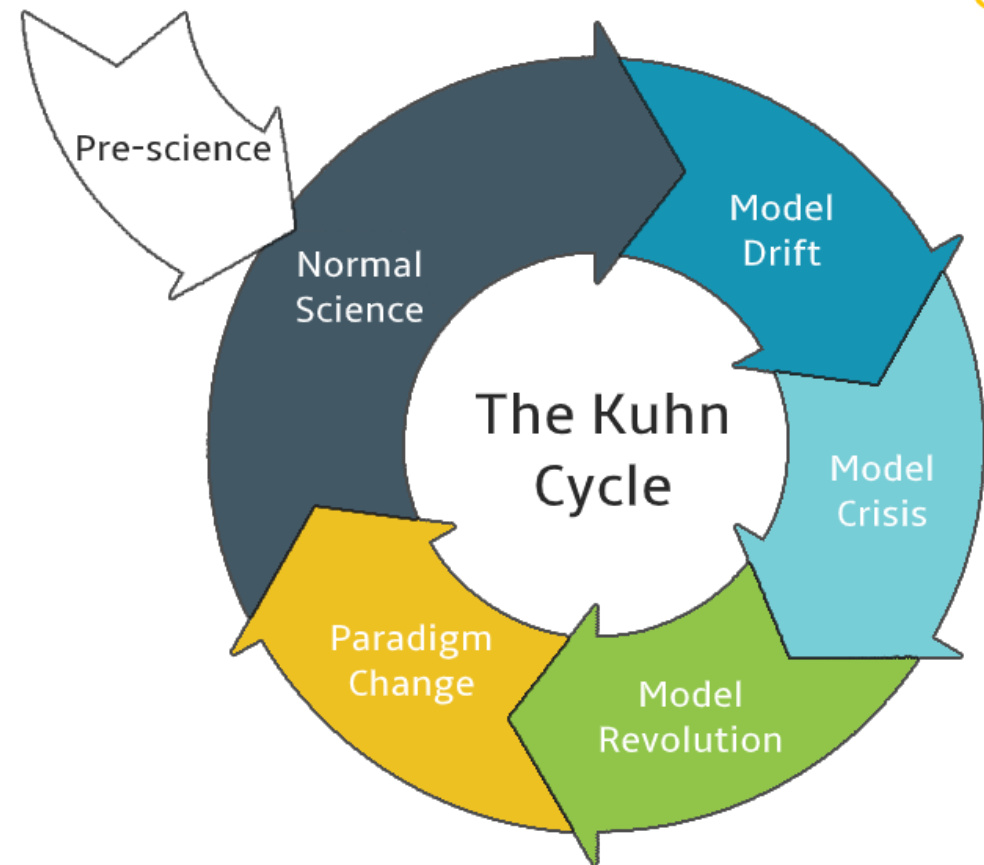 Pre-science
Normal
Science
Model
Drift
Model
Crisis
Model
Revolution
Paradigm
Change
The Kuhn
Cycle